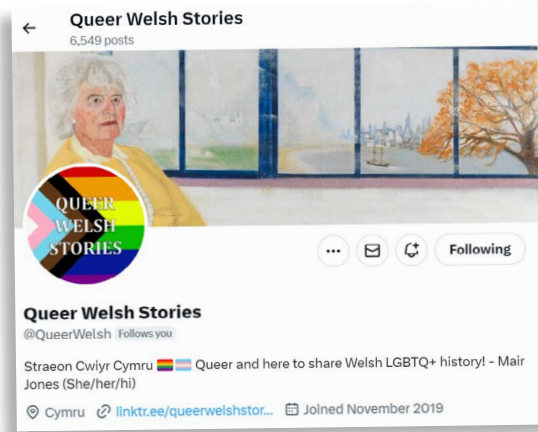 Queer Welsh Stories
6,549 posts
QUEER
WELSH
STORIES
Following
Queer Welsh Stories
@QueerWelsh Follows you
Straeon Cwiyr Cymru 🏳️‍🌈🏳️‍⚧️ Queer and here to share Welsh LGBTQ+ history! - Mair
Jones (She/her/hi)
Cymru linktr.ee/queerwelshstor... Joined November 2019